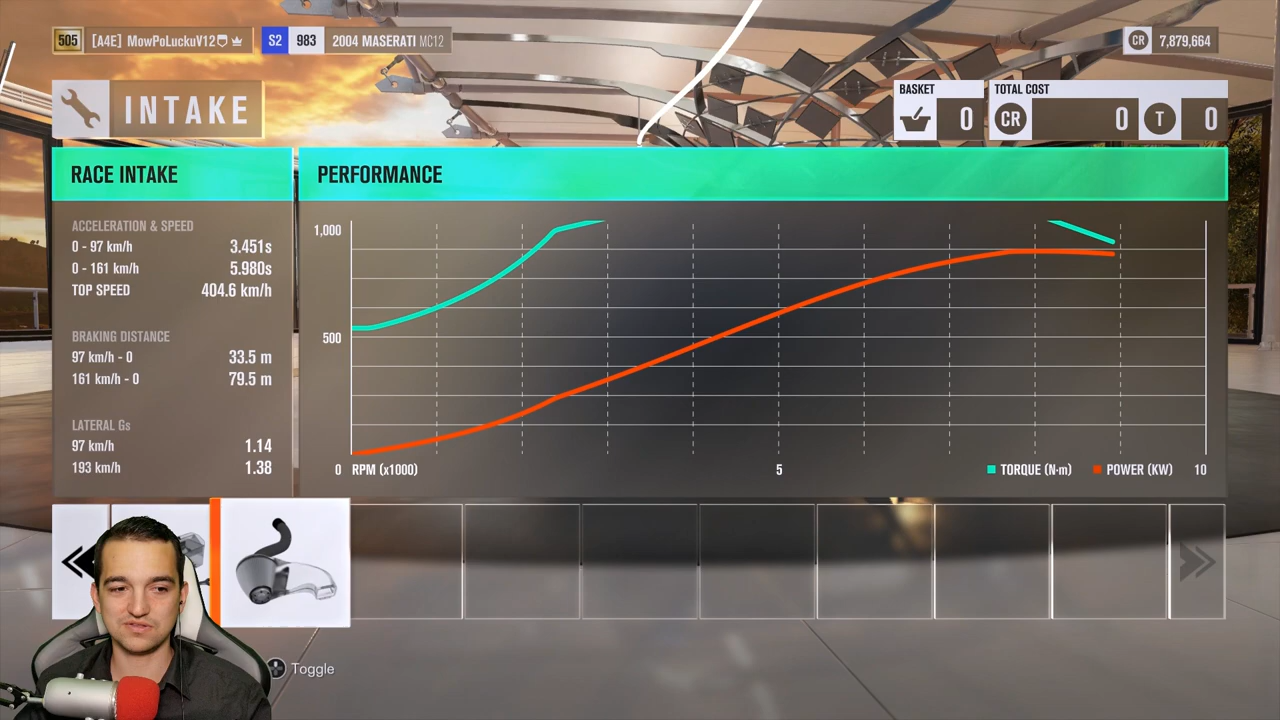 505 [A4E] MowPoLuckuV12 S2 983 2004 MASERATI MC12
CR 7,879,664
INTAKE
BASKET
0
TOTAL COST
CR 0 T 0
RACE INTAKE
ACCELERATION & SPEED
0 - 97 km/h 3.451s
0 - 161 km/h 5.980s
TOP SPEED 404.6 km/h
BRAKING DISTANCE
97 km/h - 0 33.5 m
161 km/h - 0 79.5 m
LATERAL Gs
97 km/h 1.14
193 km/h 1.38
PERFORMANCE
1,000
500
0 RPM (x1000) 5 TORQUE (N·m) POWER (KW) 10
Toggle